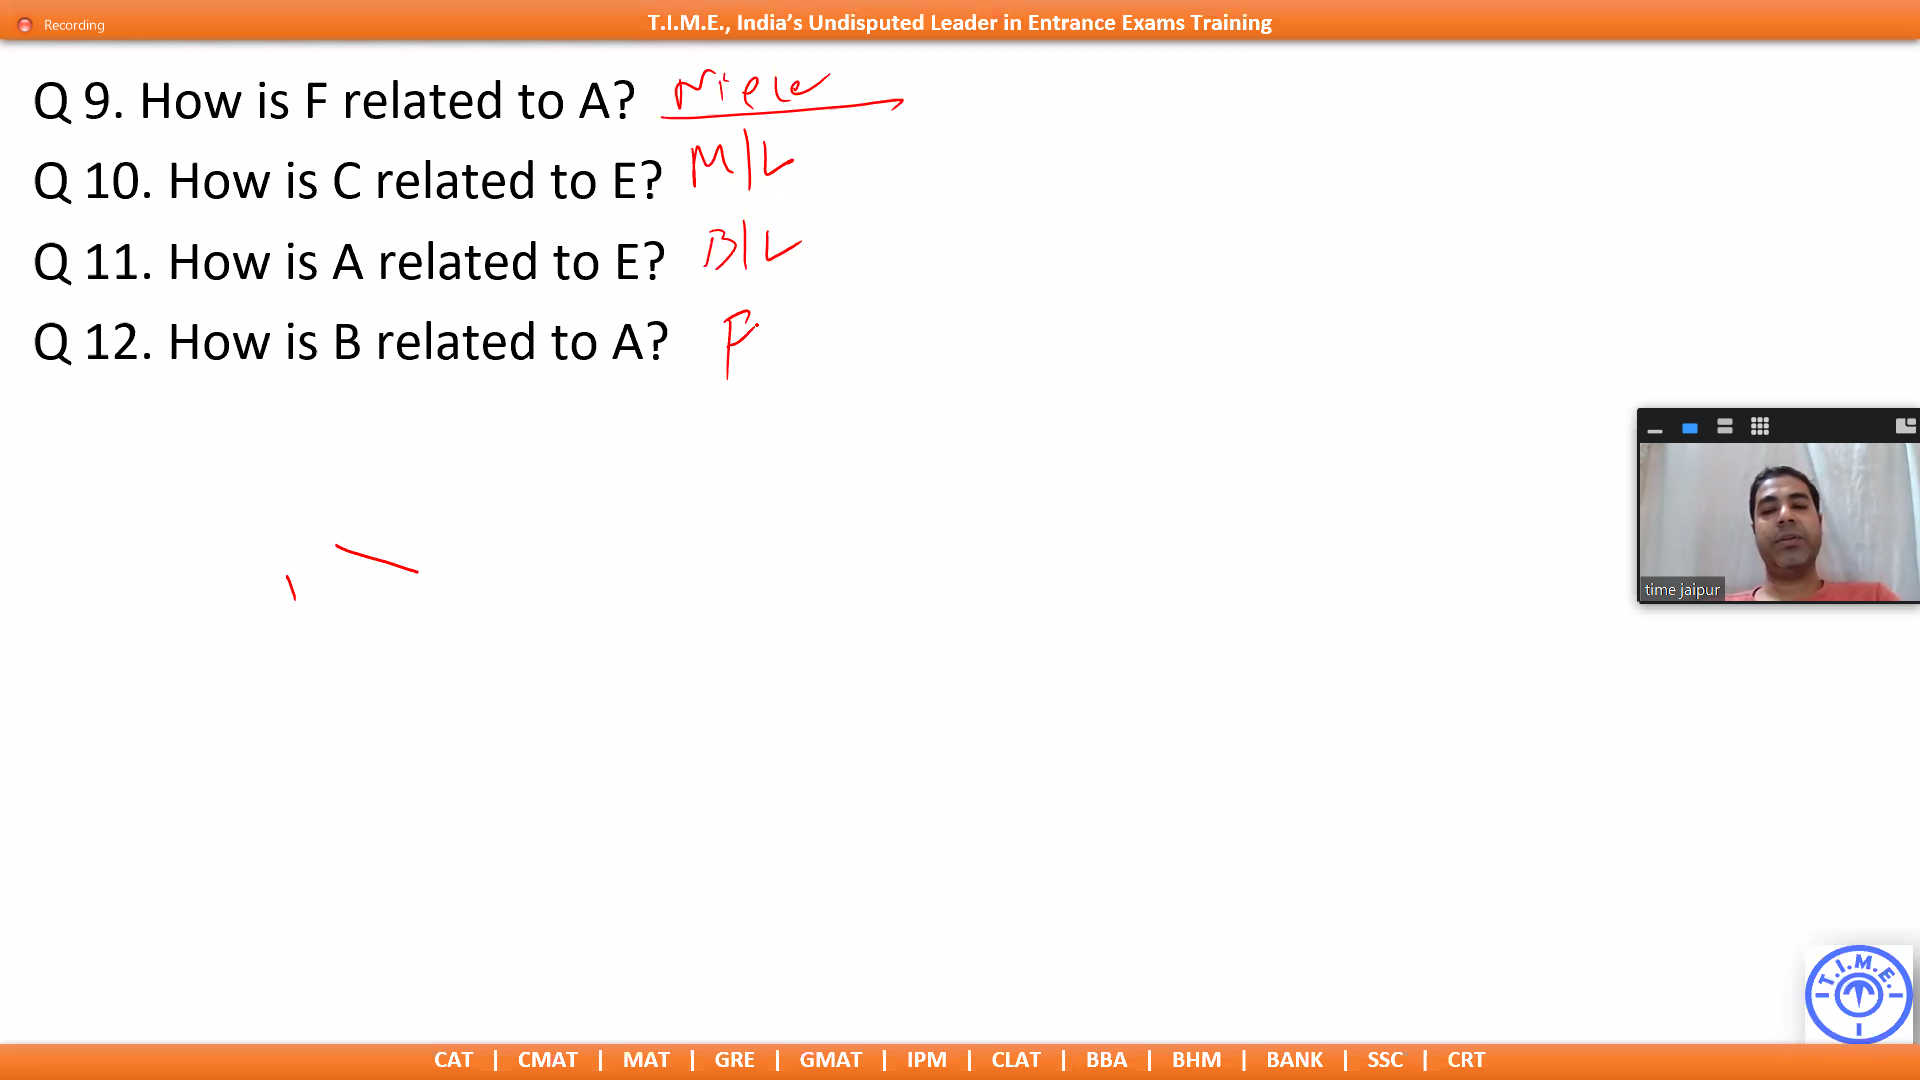 Recording
T.I.M.E., India's Undisputed Leader in Entrance Exams Training
Q 9. How is F related to A? Niece
Q 10. How is C related to E? M/L
Q 11. How is A related to E? B/L
Q 12. How is B related to A? F
time jaipur
T.I.M.E.
CAT | CMAT | MAT | GRE | GMAT | IPM | CLAT | BBA | BHM | BANK | SSC | CRT